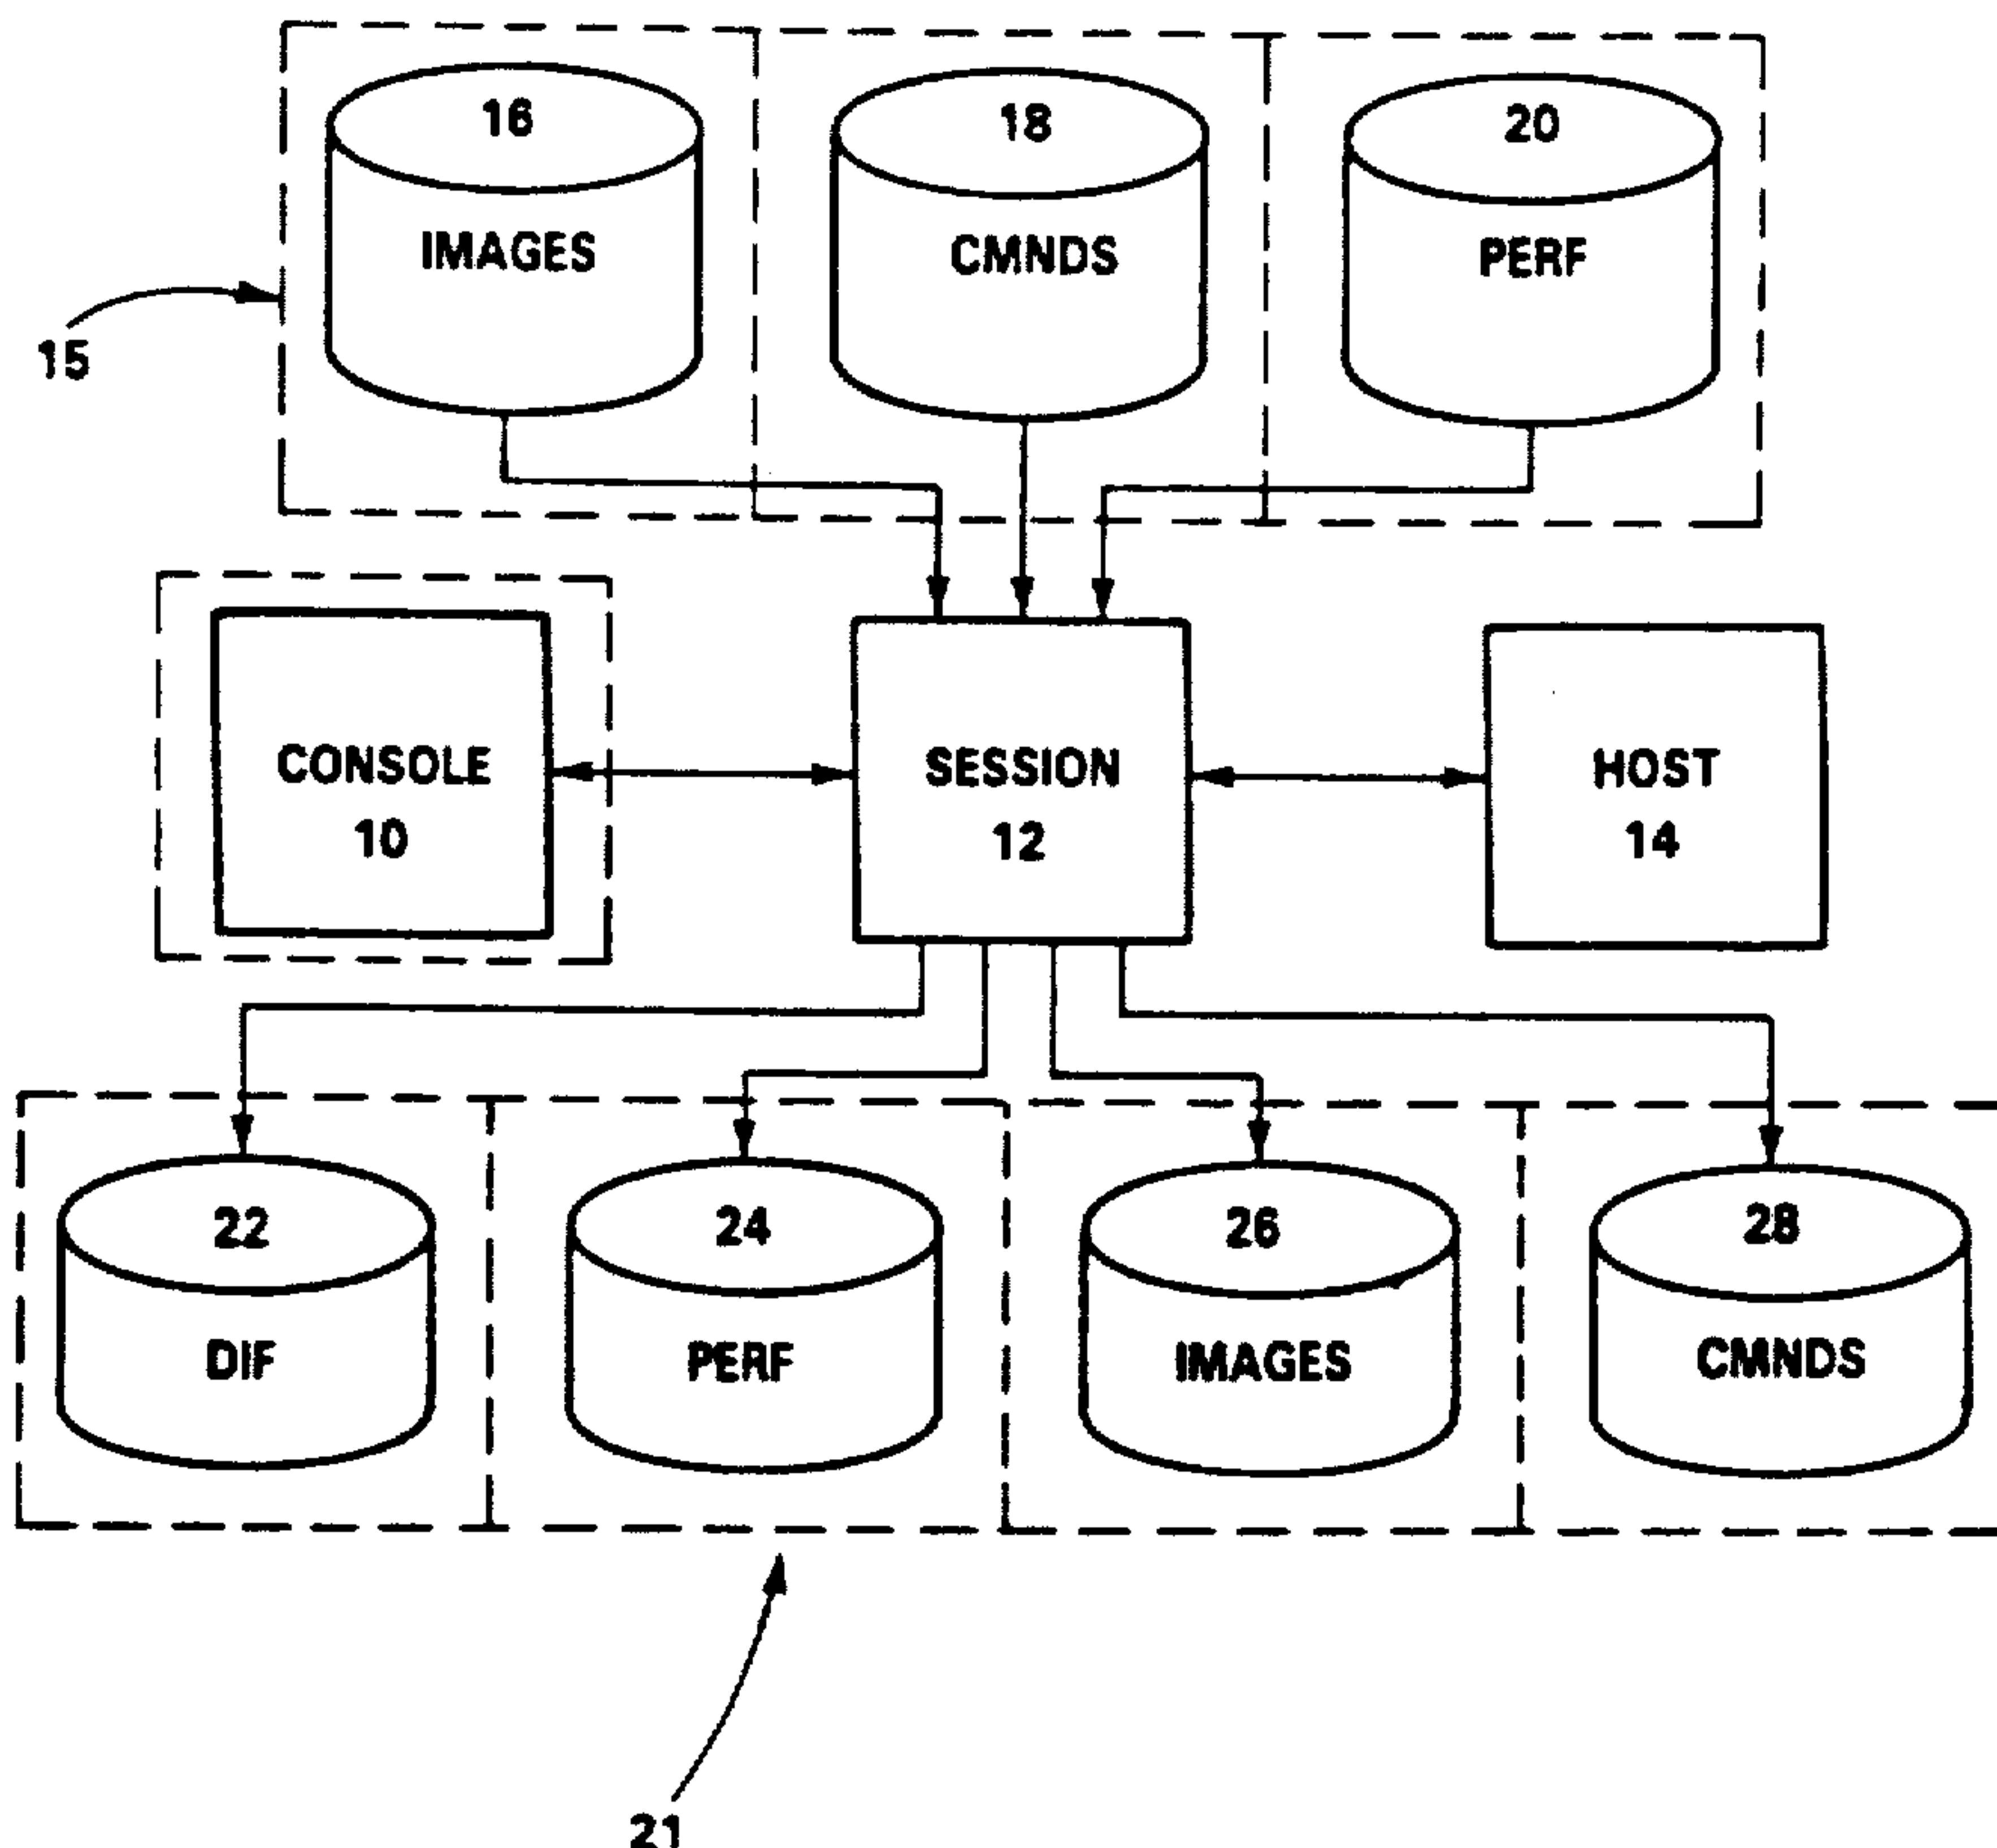 16
18
20
IMAGES
CMNDS
PERF
15
CONSOLE
10
SESSION
12
HOST
14
22
24
26
28
DIF
PERF
IMAGES
CMNDS
21